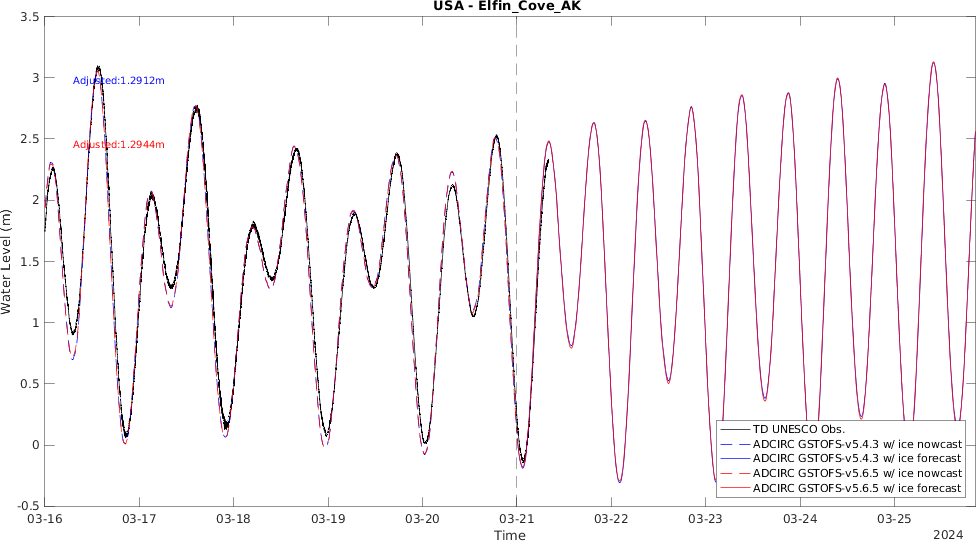 USA - Elfin_Cove_AK
3.5
3
2.5
2
1.5
1
0.5
0
-0.5
Water Level (m)
Adjusted:1.2912m
Adjusted:1.2944m
TD UNESCO Obs.
ADCIRC GSTOFS-v5.4.3 w/ ice nowcast
ADCIRC GSTOFS-v5.4.3 w/ ice forecast
ADCIRC GSTOFS-v5.6.5 w/ ice nowcast
ADCIRC GSTOFS-v5.6.5 w/ ice forecast
03-16 03-17 03-18 03-19 03-20 03-21 03-22 03-23 03-24 03-25
Time
2024